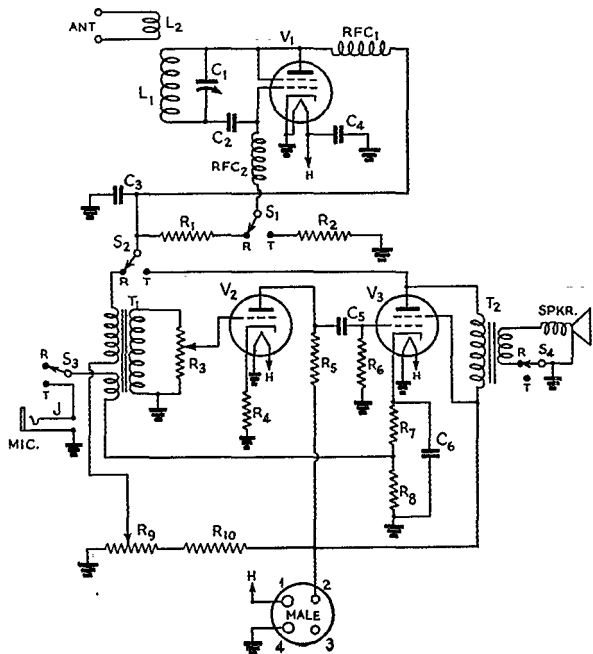 ANT
L2
V1
RFC1
L1
C1
C2
C4
RFC2
H
C3
S1
R1
R2
R
T
S2
R
T
T1
V2
C5
V3
T2
SPKR.
R
S3
T
J
MIC.
R3
H
R4
R5
R6
H
R
S4
T
R7
C6
R8
R9
R10
H
1
2
MALE
4
3